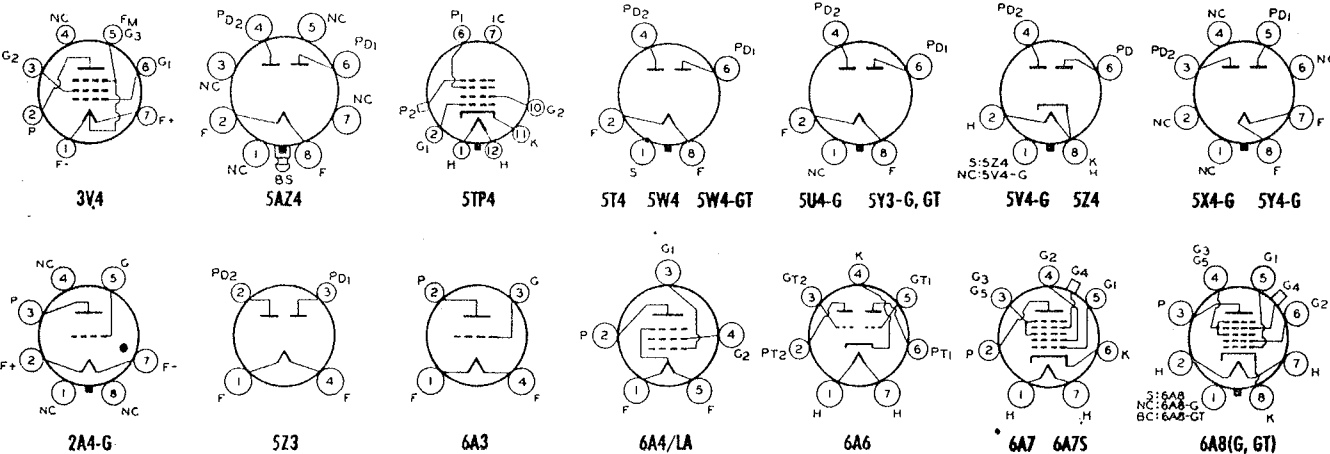 NC 4 5 FM G3
G2 3 6 G1
P 2 7 F+
1 F-
3V4
PD2 4 5 NC
3 NC 6 PD1
F 2 7 NC
NC 1 BS 8 F
5AZ4
P1 6 7 IC
P2 10 G2
G1 2 11 K
H 1 12 H
5TP4
PD2 4
6 PD1
F 2
1 S 8 F
5T4 5W4 5W4-GT
PD2 4
6 PD1
F 2
NC 1 8 F
5U4-G 5Y3-G, GT
PD2 4
6 PD
H 2
S:5Z4 1 8 K
NC:5V4-G H
5V4-G 5Z4
NC 4 5 PD1
PD2 3 6 NC
NC 2 7 F
NC 1 8 F
5X4-G 5Y4-G
NC 4 5 G
P 3
F+ 2 7 F-
1 NC 8 NC
2A4-G
PD2 2 3 PD1
1 F 4 F
5Z3
P 2 3 G
1 F 4 F
6A3
G1 3
P 2 4 G2
1 F 5 F
6A4/LA
K 4
GT2 3 5 GT1
PT2 2 6 PT1
H 1 7 H
6A6
G2 4 G4
G3 G5 3 5 G1
P 2 6 K
1 H 7 H
6A7 6A7S
G3 G5 4 5 G1
G4
P 3 6 G2
H 2 7 H
1 8 K
S:6A8
NC:6A8-G
BC:6A8-GT
6A8(G, GT)